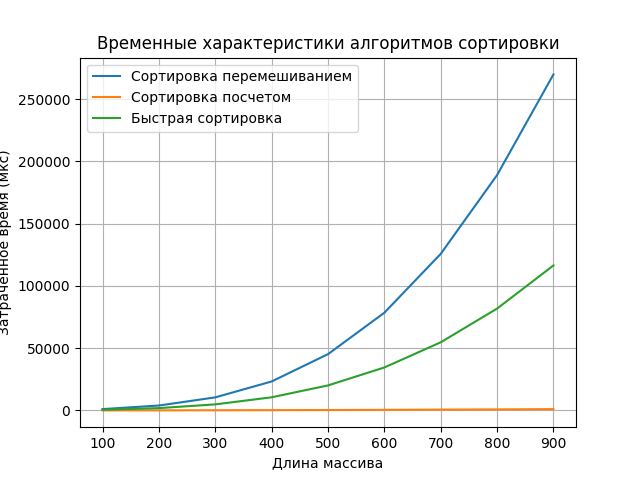 Временные характеристики алгоритмов сортировки
Сортировка перемешиванием
Сортировка посчетом
Быстрая сортировка
250000
200000
150000
100000
50000
0
Затраченное время (мкс)
100 200 300 400 500 600 700 800 900
Длина массива